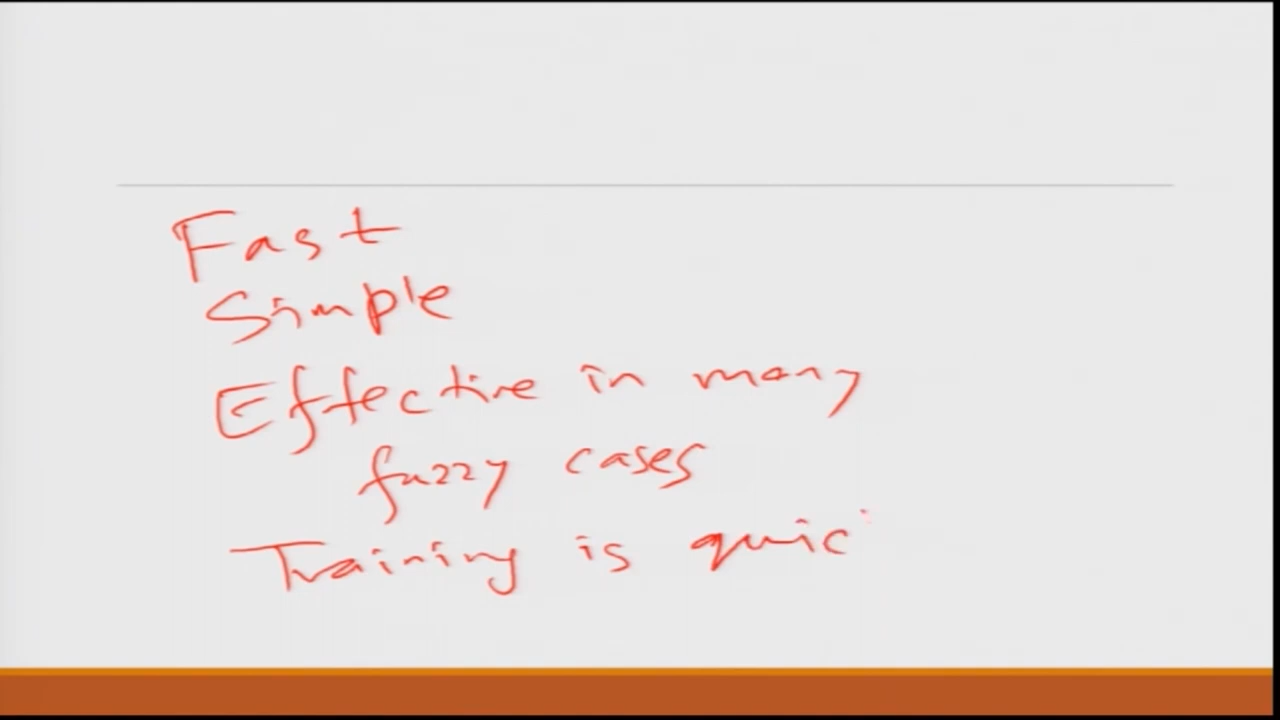 Fast
Simple
Effective in many
fuzzy cases
Training is quic